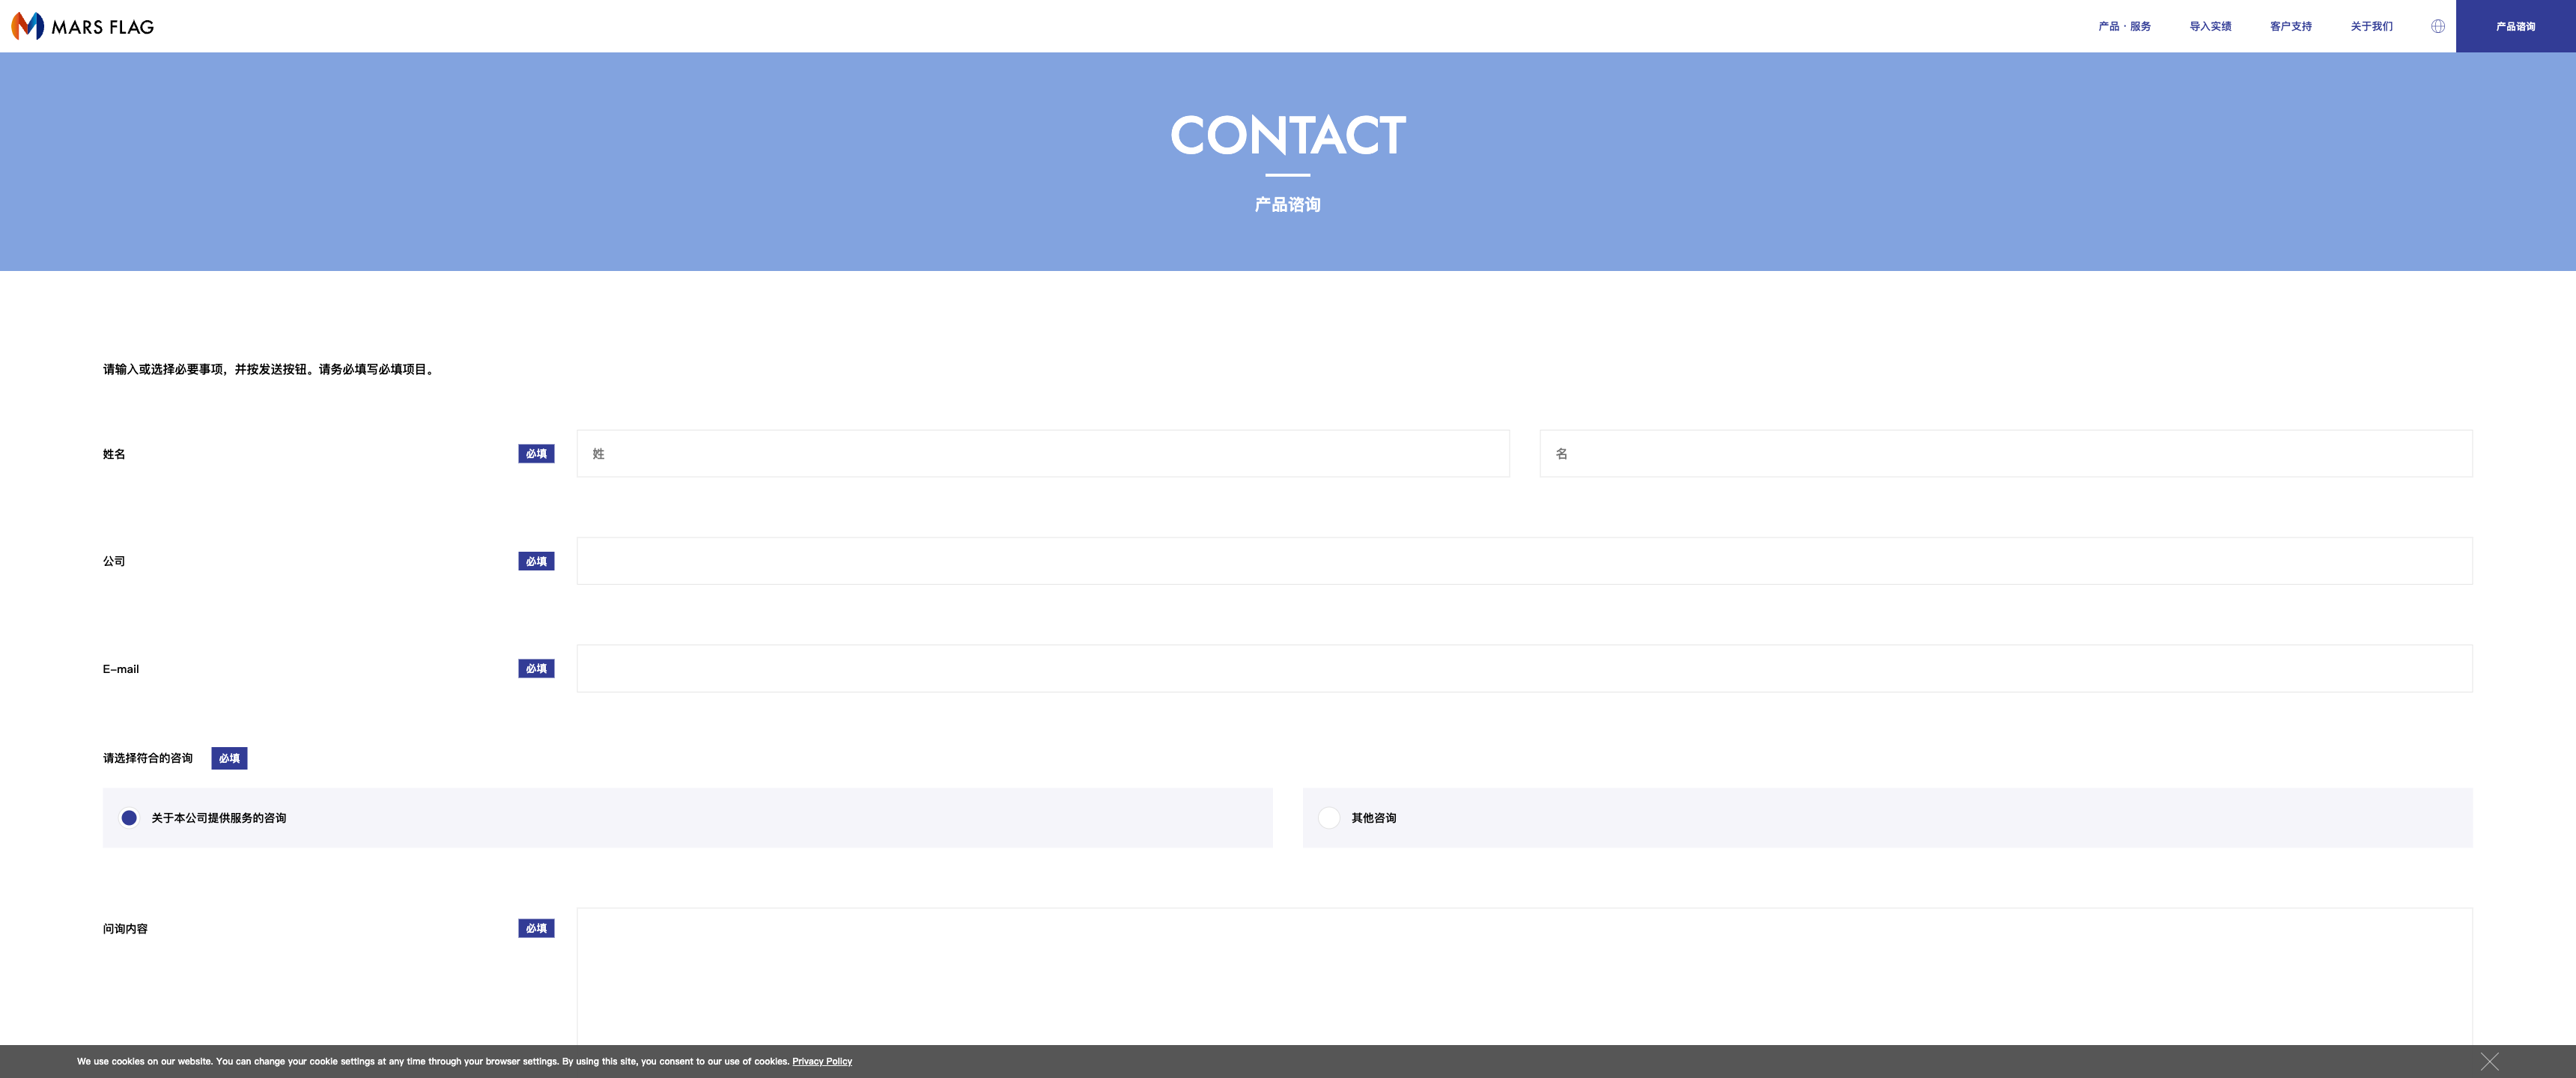 MARS FLAG
产品·服务
导入实绩
客户支持
关于我们
产品谘询
CONTACT
产品谘询
请输入或选择必要事项，并按发送按钮。请务必填写必填项目。
姓名
必填
姓
名
公司
必填
E-mail
必填
请选择符合的咨询
必填
关于本公司提供服务的咨询
其他咨询
问询内容
必填
We use cookies on our website. You can change your cookie settings at any time through your browser settings. By using this site, you consent to our use of cookies. Privacy Policy